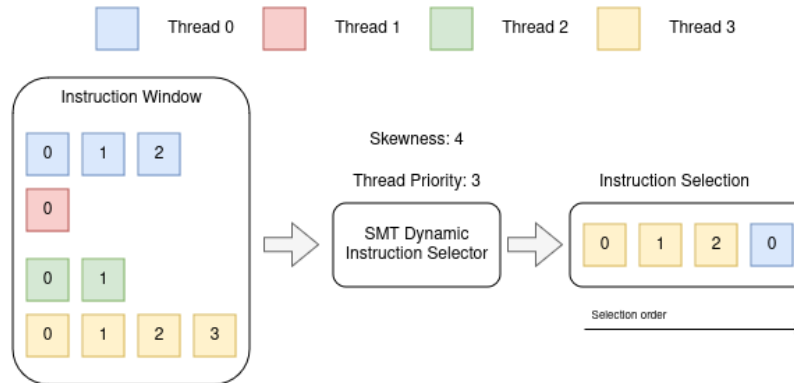 Thread 0
Thread 1
Thread 2
Thread 3
Instruction Window
0 1 2
0
0 1
0 1 2 3
Skewness: 4
Thread Priority: 3
SMT Dynamic
Instruction Selector
Instruction Selection
0 1 2 0
Selection order